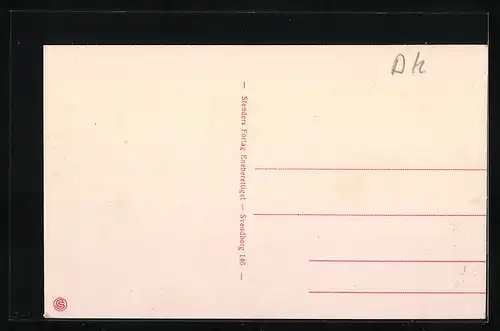 Dk
— Stenders Forlag Eneberettiget — Svendborg 146 —